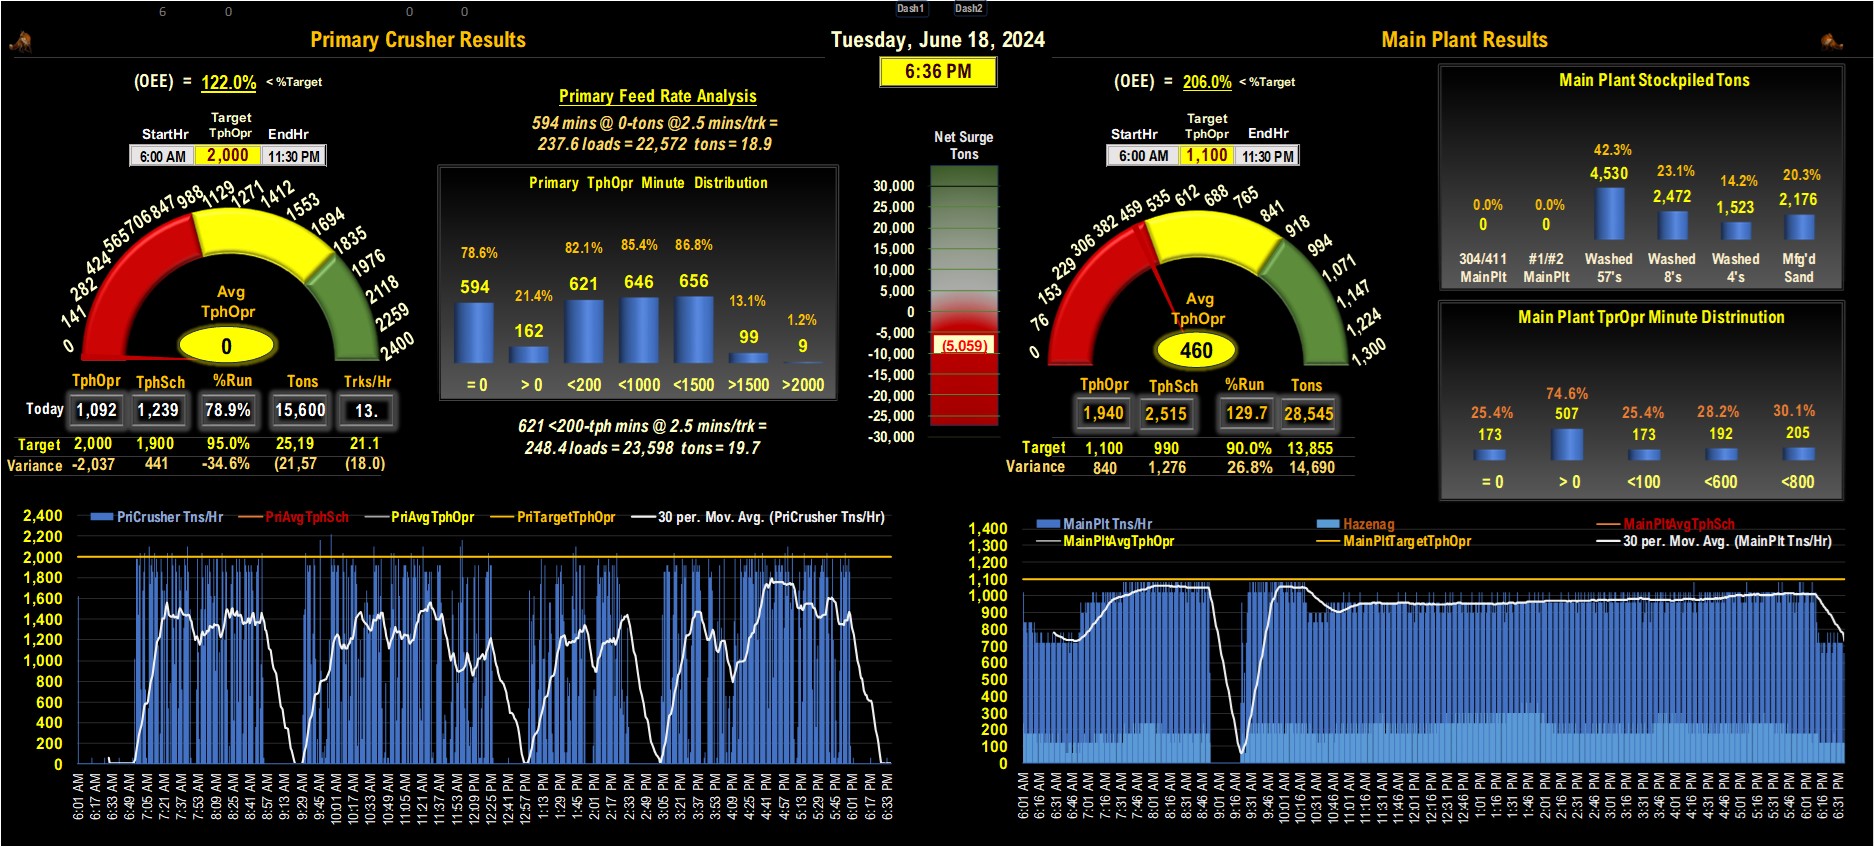 6 0 0 0 Dash1 Dash2
Primary Crusher Results
Tuesday, June 18, 2024
Main Plant Results
6:36 PM
(OEE) = 122.0% < %Target
Target
StartHr TphOpr EndHr
6:00 AM 2,000 11:30 PM
0 141 282 424 565 706 847 988 1129 1271 1412 1553 1694 1835 1976 2118 2259 2400
Avg
TphOpr
0
TphOpr TphSch %Run Tons Trks/Hr
Today 1,092 1,239 78.9% 15,600 13.
Target 2,000 1,900 95.0% 25,19 21.1
Variance -2,037 441 -34.6% (21,57 (18.0)
Primary Feed Rate Analysis
594 mins @ 0-tons @2.5 mins/trk =
237.6 loads = 22,572 tons = 18.9
Primary TphOpr Minute Distribution
78.6% 21.4% 82.1% 85.4% 86.8% 13.1% 1.2%
594 162 621 646 656 99 9
= 0 > 0 <200 <1000 <1500 >1500 >2000
621 <200-tph mins @ 2.5 mins/trk =
248.4 loads = 23,598 tons = 19.7
Net Surge
Tons
30,000
25,000
20,000
15,000
10,000
5,000
0
-5,000
(5,059)
-10,000
-15,000
-20,000
-25,000
-30,000
(OEE) = 206.0% < %Target
Target
StartHr TphOpr EndHr
6:00 AM 1,100 11:30 PM
0 76 153 229 306 382 459 535 612 688 765 841 918 994 1,071 1,147 1,224 1,300
Avg
TphOpr
460
TphOpr TphSch %Run Tons
1,940 2,515 129.7 28,545
Target 1,100 990 90.0% 13,855
Variance 840 1,276 26.8% 14,690
Main Plant Stockpiled Tons
0.0% 0.0% 42.3% 23.1% 14.2% 20.3%
0 0 4,530 2,472 1,523 2,176
304/411 #1/#2 Washed Washed Washed Mfg'd
MainPlt MainPlt 57's 8's 4's Sand
Main Plant TprOpr Minute Distrinution
25.4% 74.6% 25.4% 28.2% 30.1%
173 507 173 192 205
= 0 > 0 <100 <600 <800
PriCrusher Tns/Hr PriAvgTphSch PriAvgTphOpr PriTargetTphOpr 30 per. Mov. Avg. (PriCrusher Tns/Hr)
2,400
2,200
2,000
1,800
1,600
1,400
1,200
1,000
800
600
400
200
0
6:01 AM 6:17 AM 6:33 AM 6:49 AM 7:05 AM 7:21 AM 7:37 AM 7:53 AM 8:09 AM 8:25 AM 8:41 AM 8:57 AM 9:13 AM 9:29 AM 9:45 AM 10:01 AM 10:17 AM 10:33 AM 10:49 AM 11:05 AM 11:21 AM 11:37 AM 11:53 AM 12:09 PM 12:25 PM 12:41 PM 12:57 PM 1:13 PM 1:29 PM 1:45 PM 2:01 PM 2:17 PM 2:33 PM 2:49 PM 3:05 PM 3:21 PM 3:37 PM 3:53 PM 4:09 PM 4:25 PM 4:41 PM 4:57 PM 5:13 PM 5:29 PM 5:45 PM 6:01 PM 6:17 PM 6:33 PM
MainPlt Tns/Hr Hazenag MainPltAvgTphSch
MainPltAvgTphOpr MainPltTargetTphOpr 30 per. Mov. Avg. (MainPlt Tns/Hr)
1,400
1,300
1,200
1,100
1,000
900
800
700
600
500
400
300
200
100
0
6:01 AM 6:16 AM 6:31 AM 6:46 AM 7:01 AM 7:16 AM 7:31 AM 7:46 AM 8:01 AM 8:16 AM 8:31 AM 8:46 AM 9:01 AM 9:16 AM 9:31 AM 9:46 AM 10:01 AM 10:16 AM 10:31 AM 10:46 AM 11:01 AM 11:16 AM 11:31 AM 11:46 AM 12:01 PM 12:16 PM 12:31 PM 12:46 PM 1:01 PM 1:16 PM 1:31 PM 1:46 PM 2:01 PM 2:16 PM 2:31 PM 2:46 PM 3:01 PM 3:16 PM 3:31 PM 3:46 PM 4:01 PM 4:16 PM 4:31 PM 4:46 PM 5:01 PM 5:16 PM 5:31 PM 5:46 PM 6:01 PM 6:16 PM 6:31 PM